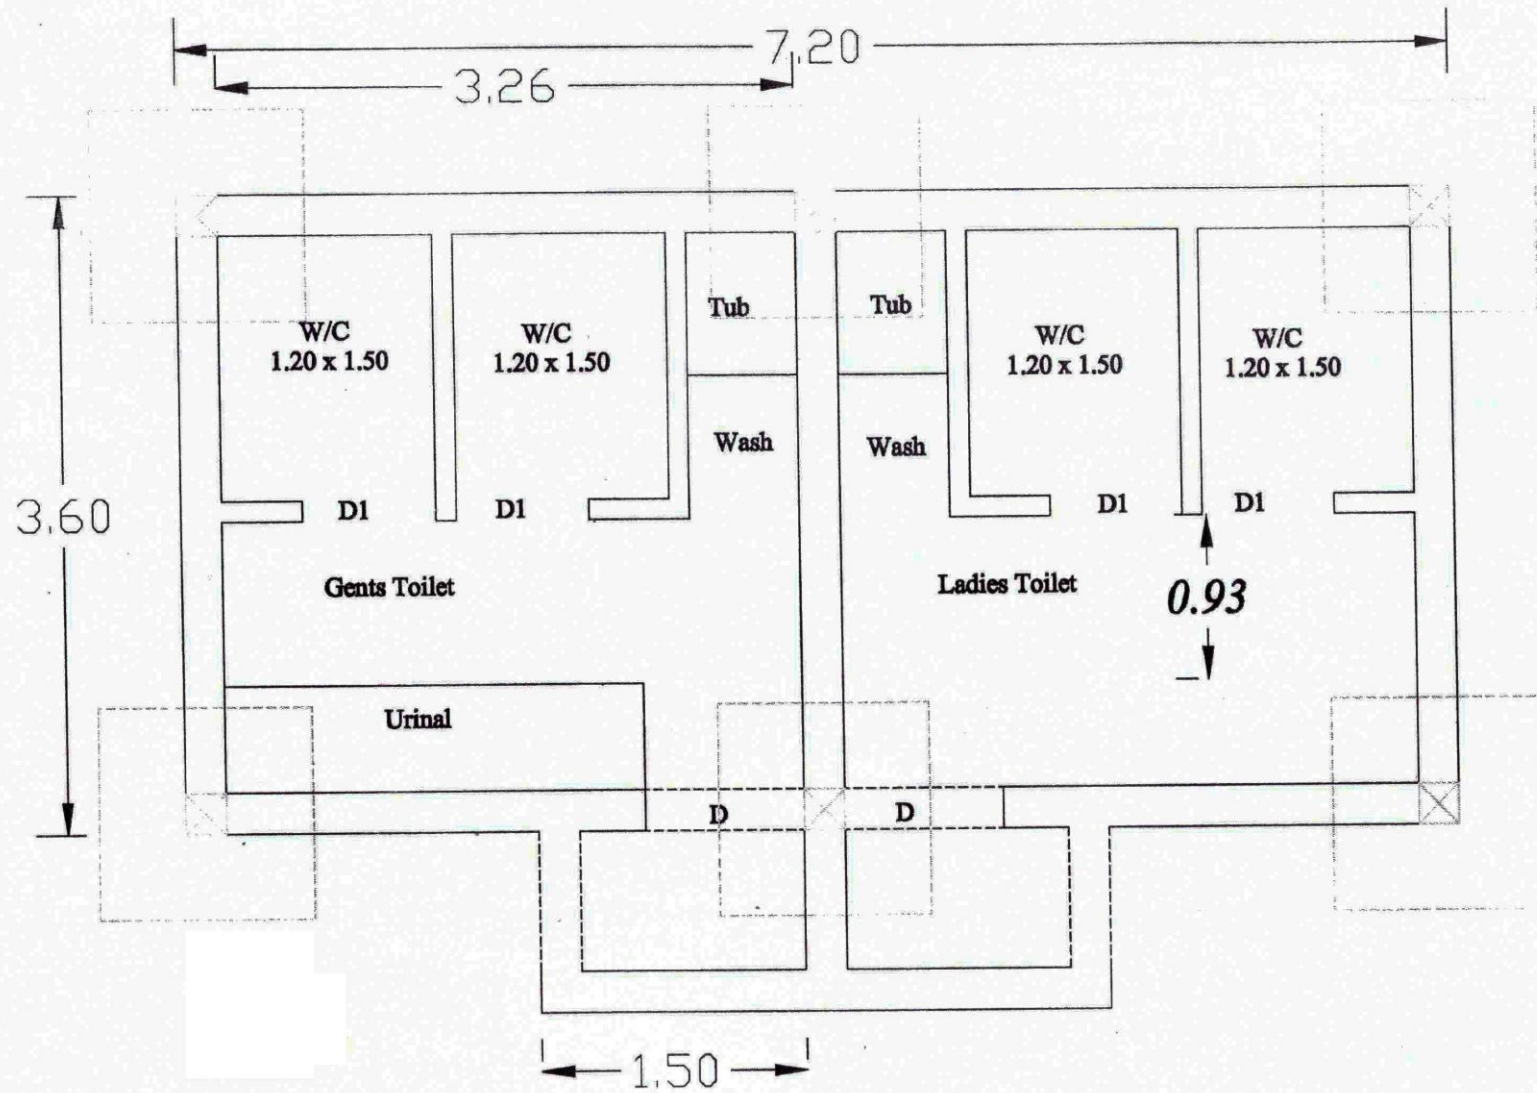 7.20
3.26
Tub
Tub
W/C
1.20 x 1.50
W/C
1.20 x 1.50
W/C
1.20 x 1.50
W/C
1.20 x 1.50
Wash
Wash
3.60
D1
D1
D1
D1
Gents Toilet
Ladies Toilet
0.93
Urinal
D
D
1.50